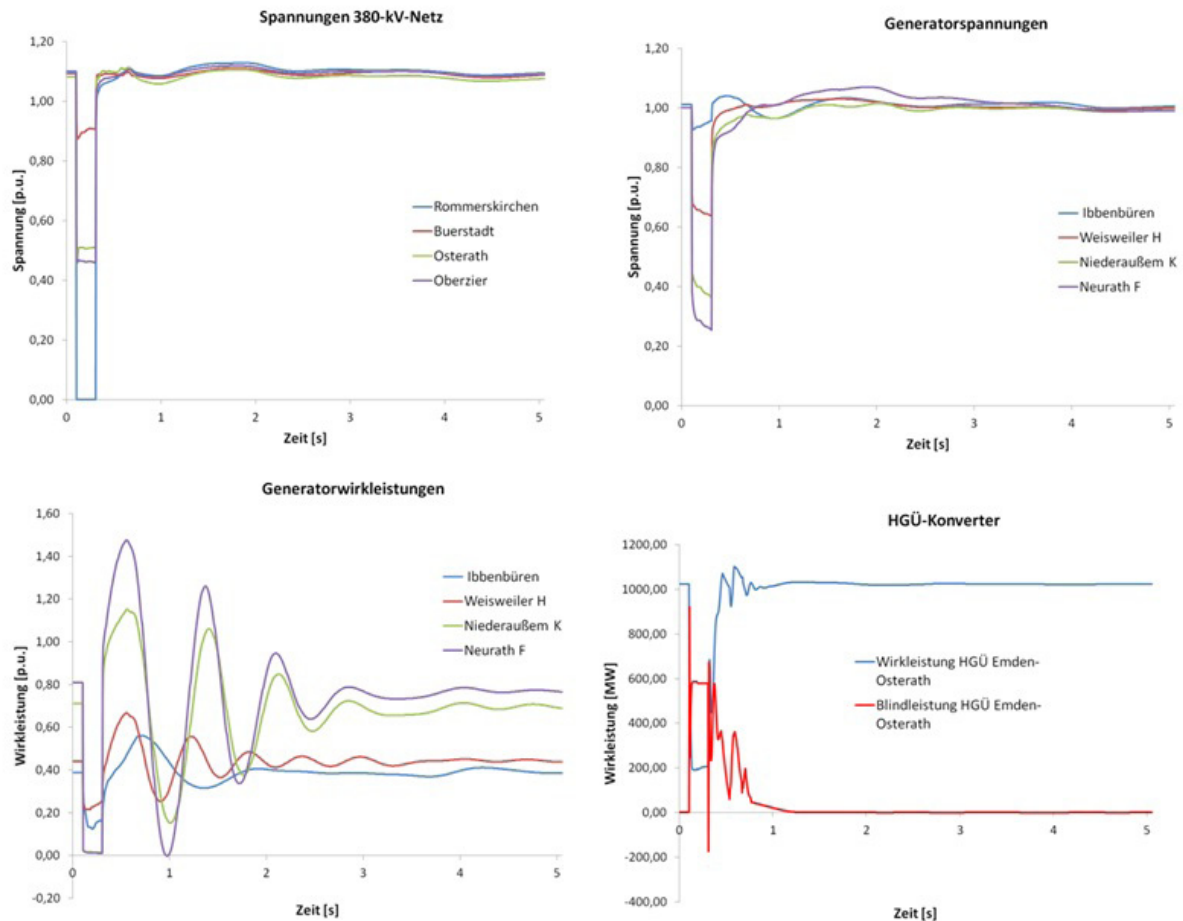 Spannungen 380-kV-Netz
1,20
1,00
0,80
0,60
0,40
0,20
0,00
Spannung [p.u.]
Rommerskirchen
Buerstadt
Osterath
Oberzier
0 1 2 3 4 5
Zeit [s]
Generatorspannungen
1,20
1,00
0,80
0,60
0,40
0,20
0,00
Spannung [p.u.]
Ibbenbüren
Weisweiler H
Niederaußem K
Neurath F
0 1 2 3 4 5
Zeit [s]
Generatorwirkleistungen
1,60
1,40
1,20
1,00
0,80
0,60
0,40
0,20
0,00
-0,20
Wirkleistung [p.u.]
Ibbenbüren
Weisweiler H
Niederaußem K
Neurath F
0 1 2 3 4 5
Zeit [s]
HGÜ-Konverter
1200,00
1000,00
800,00
600,00
400,00
200,00
0,00
-200,00
-400,00
Wirkleistung [MW]
Wirkleistung HGÜ Emden-
Osterath
Blindleistung HGÜ Emden-
Osterath
0 1 2 3 4 5
Zeit [s]